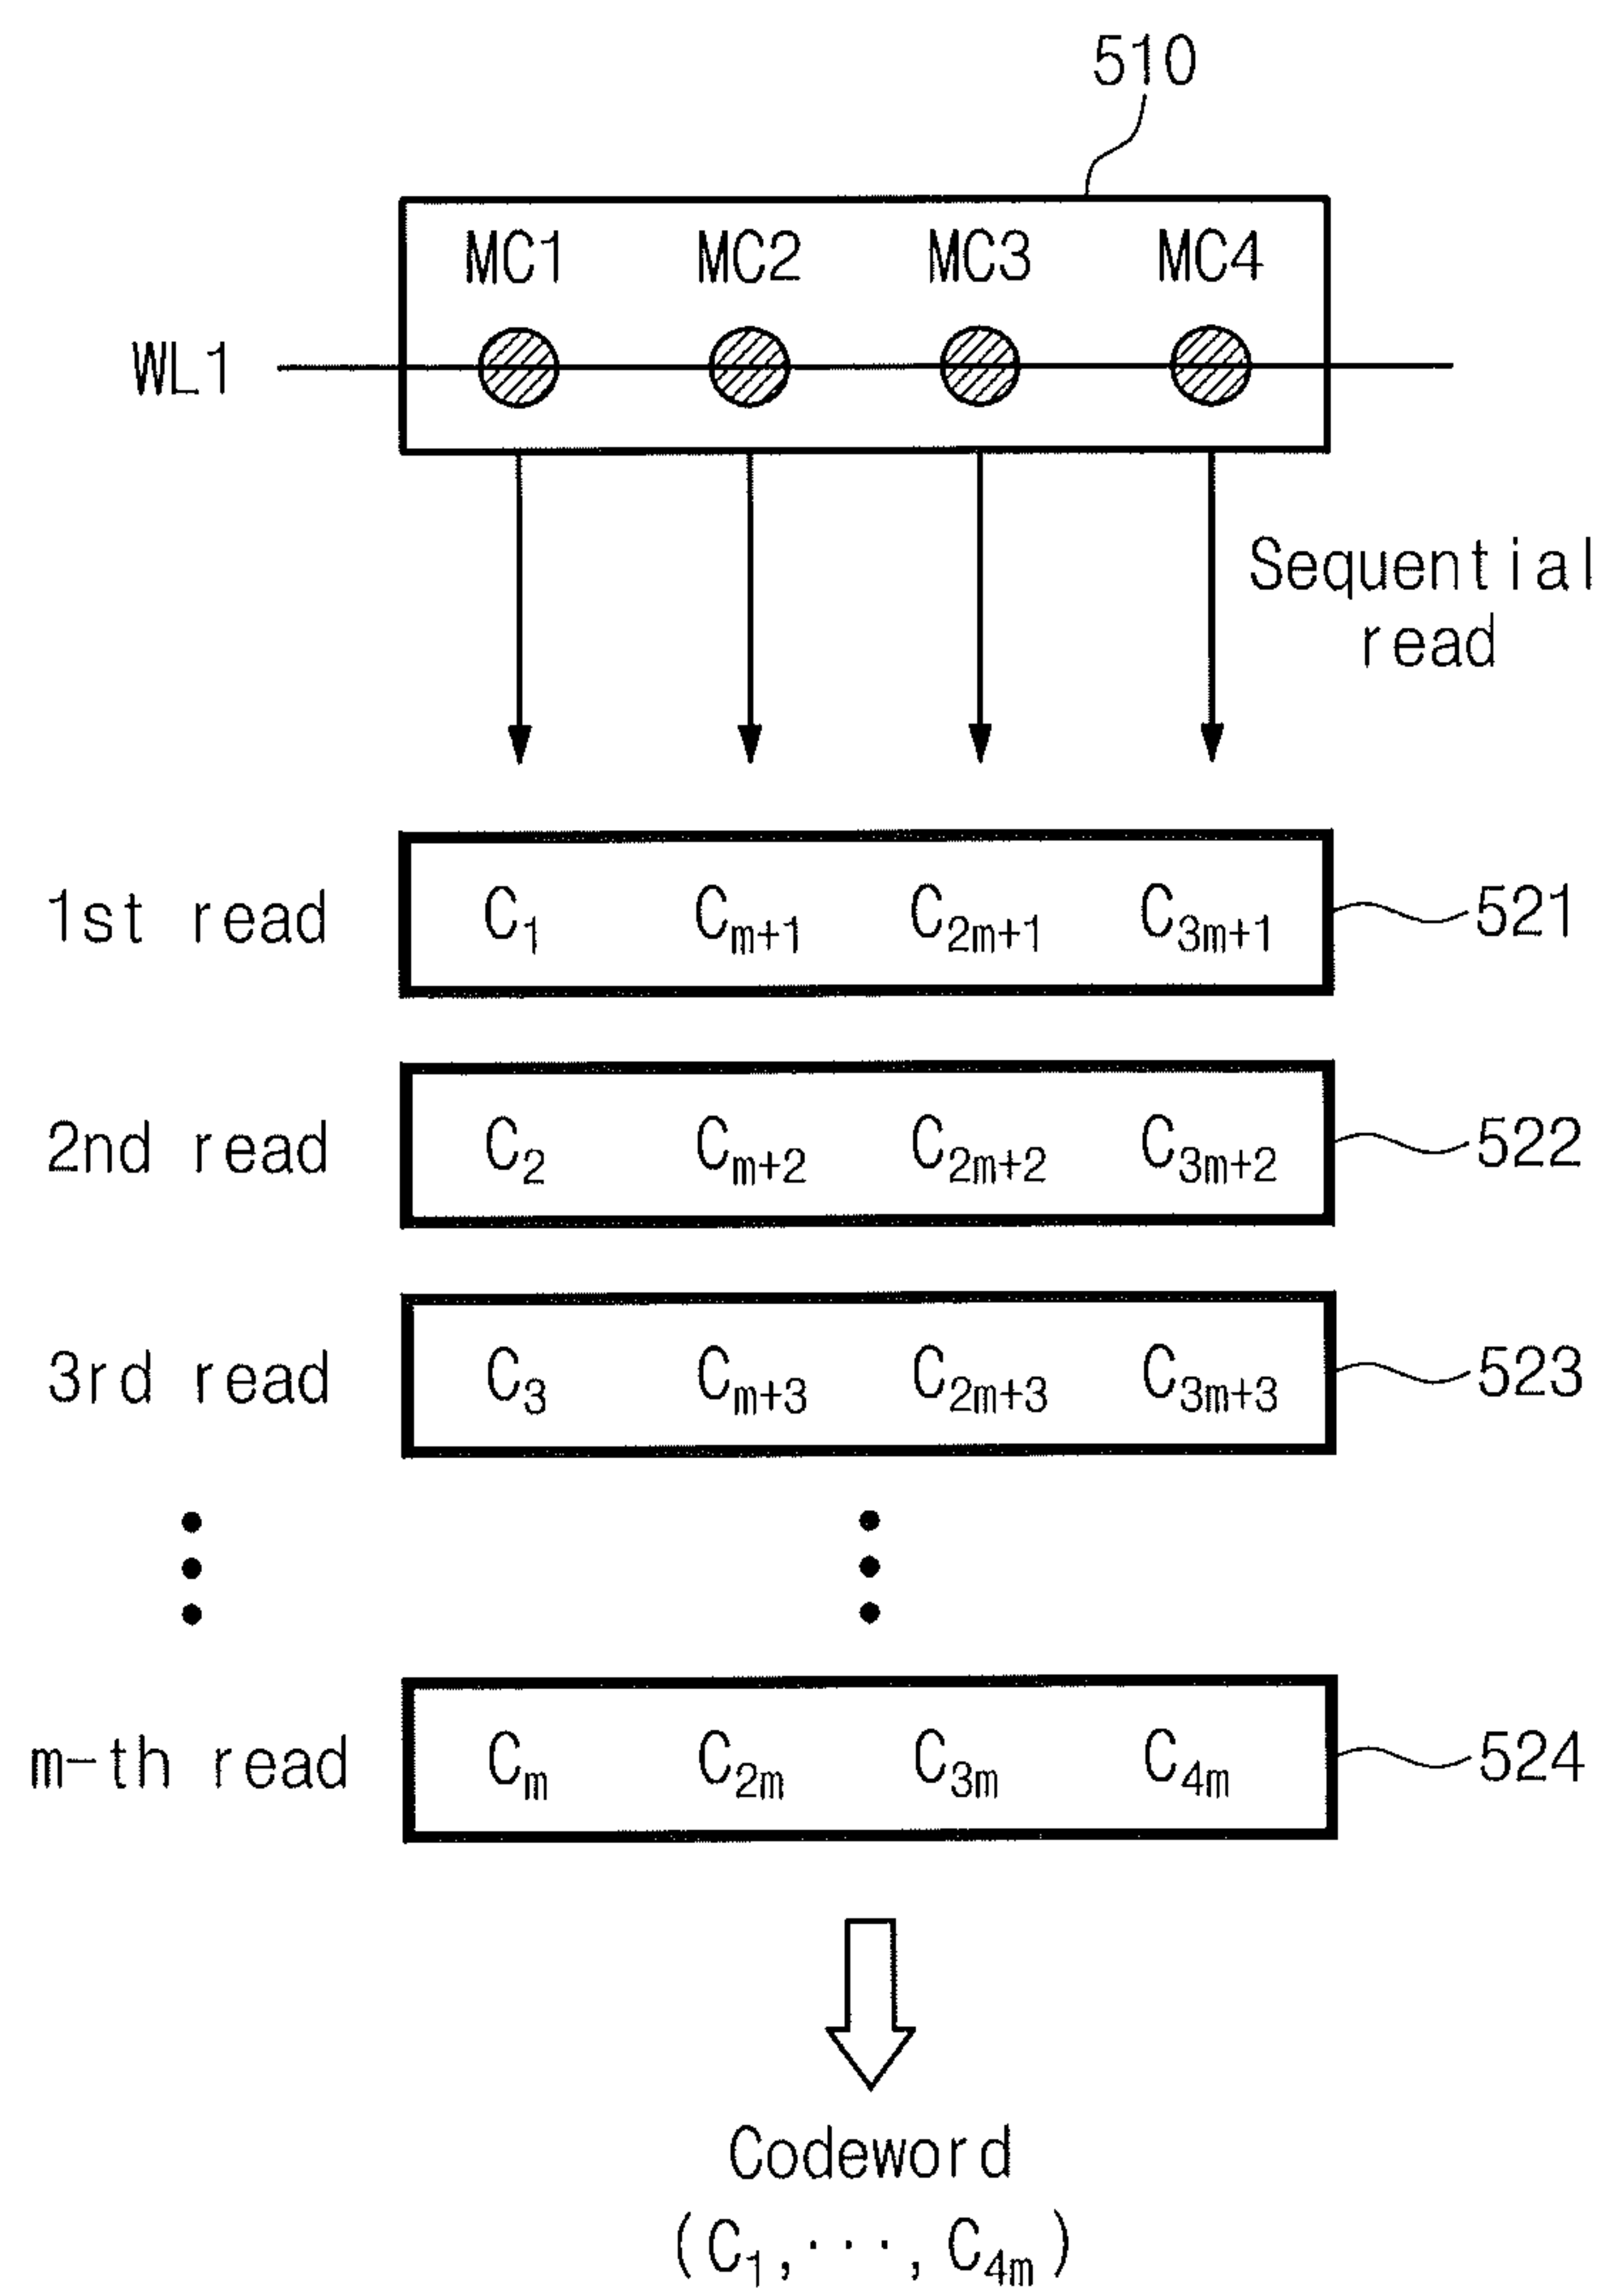 510
MC1 MC2 MC3 MC4
WL1
Sequential
read
1st read C1 Cm+1 C2m+1 C3m+1 521
2nd read C2 Cm+2 C2m+2 C3m+2 522
3rd read C3 Cm+3 C2m+3 C3m+3 523
m-th read Cm C2m C3m C4m 524
Codeword
(C1,···,C4m)